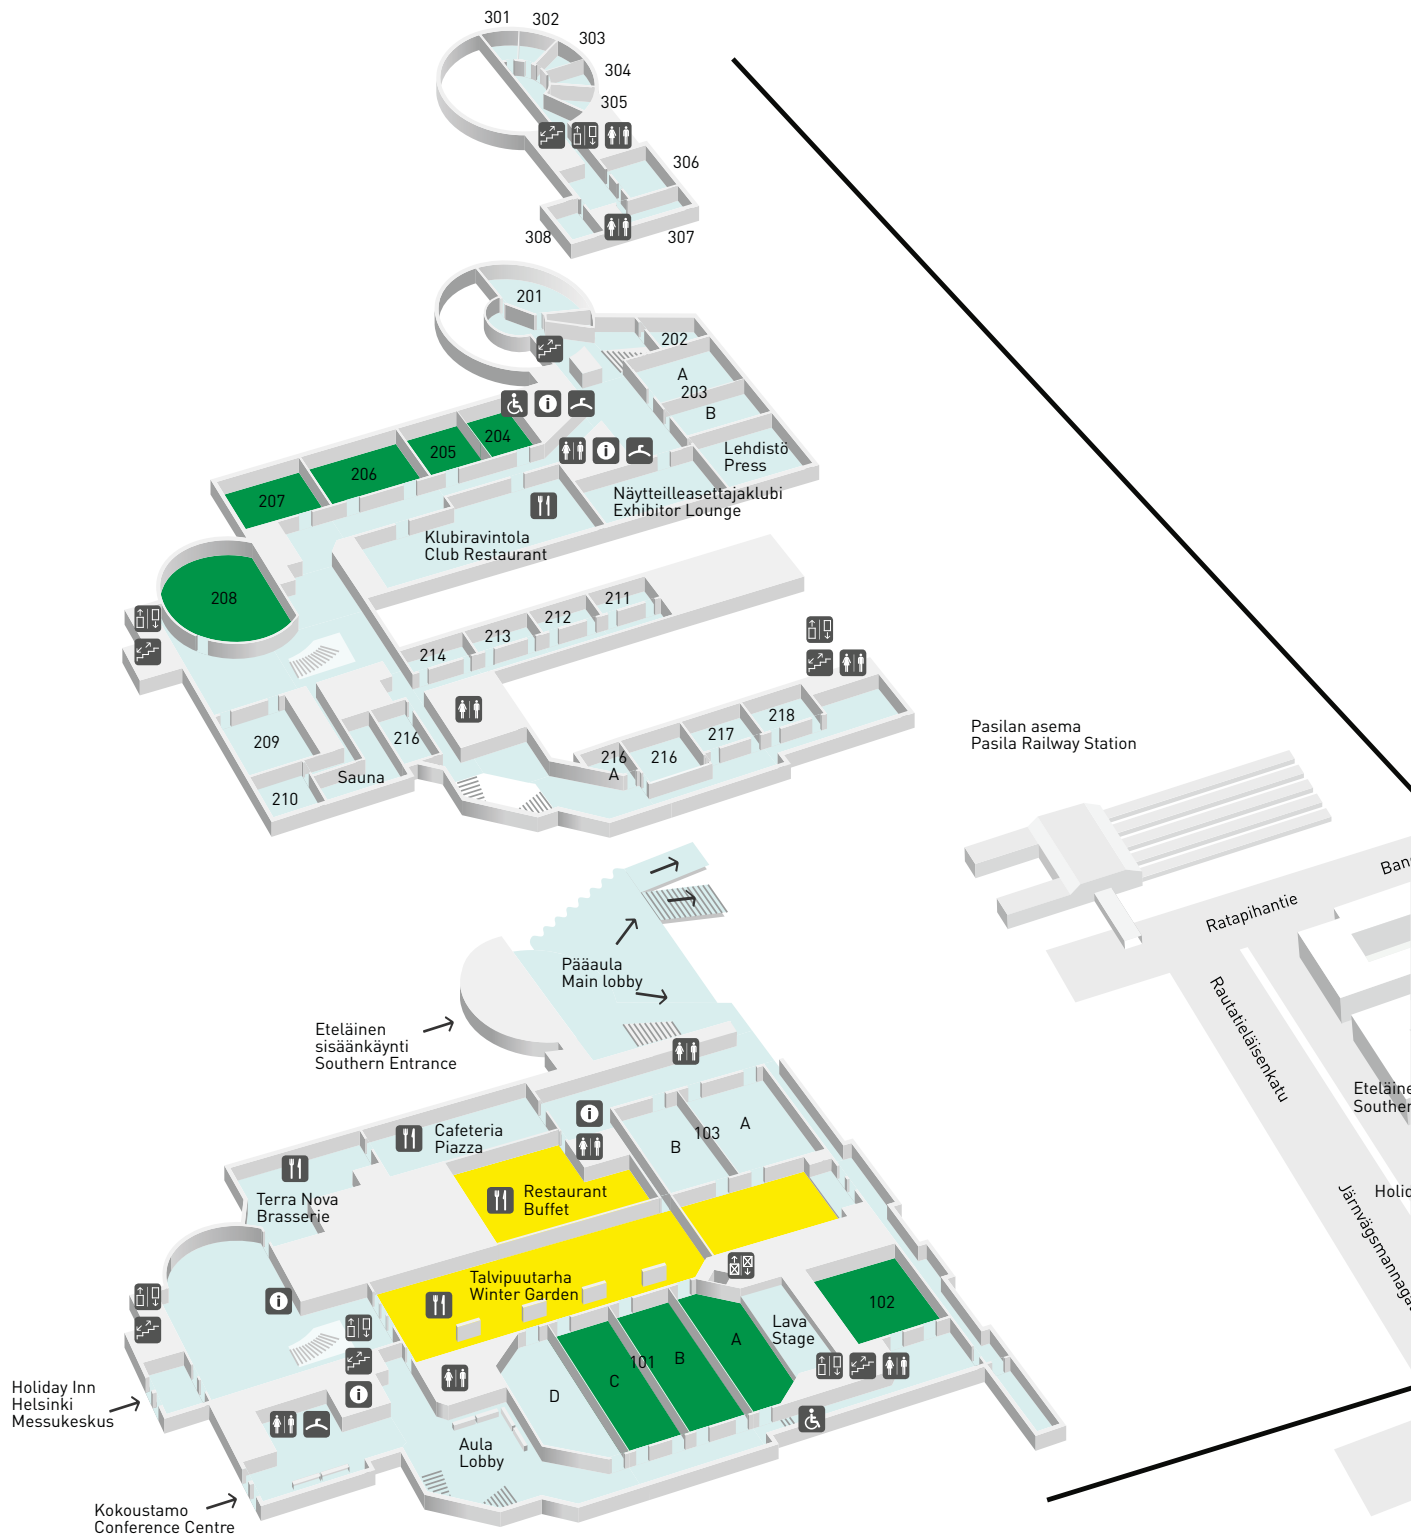 301
302
303
304
305
306
307
308
201
202
A
203
B
Lehdistö
Press
204
205
206
207
Näytteilleasettajaklubi
Exhibitor Lounge
Klubiravintola
Club Restaurant
208
211
212
213
214
209
216
Sauna
210
216
A
216
217
218
Pasilan asema
Pasila Railway Station
Ratapihantie
Rautatieläisenkatu
Pääaula
Main lobby
Eteläinen
sisäänkäynti
Southern Entrance
Cafeteria
Piazza
Terra Nova
Brasserie
Restaurant
Buffet
A
103
B
Talvipuutarha
Winter Garden
102
Lava
Stage
A
B
101
C
D
Aula
Lobby
Holiday Inn
Helsinki
Messukeskus
Kokoustamo
Conference Centre